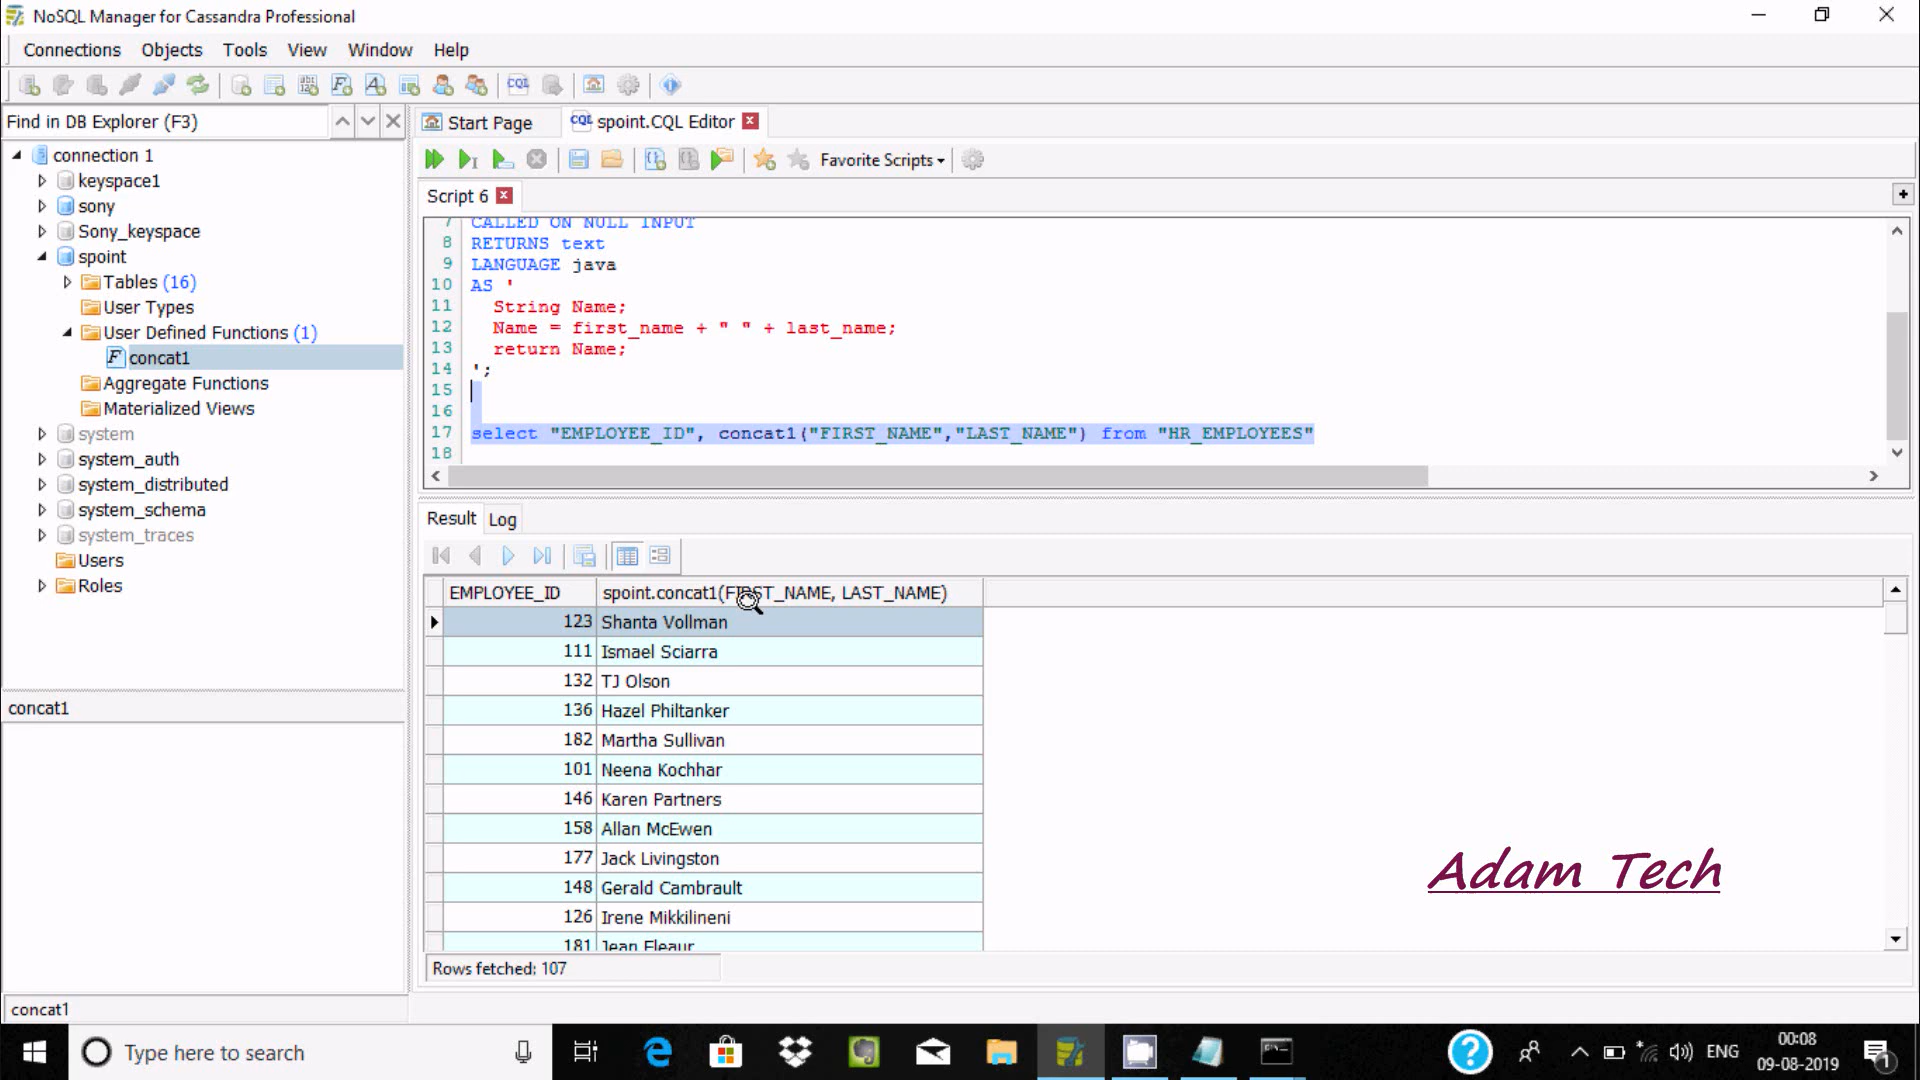 NoSQL Manager for Cassandra Professional
Connections Objects Tools View Window Help
Find in DB Explorer (F3)
connection 1
keyspace1
sony
Sony_keyspace
spoint
Tables (16)
User Types
User Defined Functions (1)
concat1
Aggregate Functions
Materialized Views
system
system_auth
system_distributed
system_schema
system_traces
Users
Roles
concat1
concat1
Start Page
CQL spoint.CQL Editor
Favorite Scripts
Script 6
7 CALLED ON NULL INPUT
8 RETURNS text
9 LANGUAGE java
10 AS '
11 String Name;
12 Name = first_name + " " + last_name;
13 return Name;
14 ';
15
16
17 select "EMPLOYEE_ID", concat1("FIRST_NAME","LAST_NAME") from "HR_EMPLOYEES"
18
Result Log
EMPLOYEE_ID spoint.concat1(FIRST_NAME, LAST_NAME)
123 Shanta Vollman
111 Ismael Sciarra
132 TJ Olson
136 Hazel Philtanker
182 Martha Sullivan
101 Neena Kochhar
146 Karen Partners
158 Allan McEwen
177 Jack Livingston
148 Gerald Cambrault
126 Irene Mikkilineni
181 Jean Fleaur
Rows fetched: 107
Adam Tech
Type here to search
ENG
00:08
09-08-2019
1